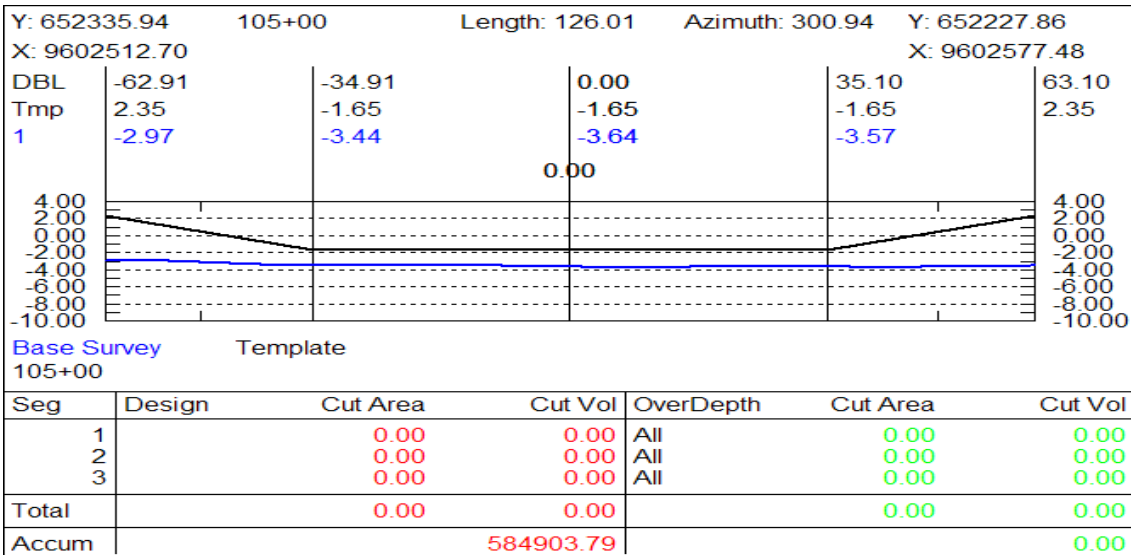 Y: 652335.94 105+00 Length: 126.01 Azimuth: 300.94 Y: 652227.86
X: 9602512.70 X: 9602577.48
DBL -62.91 -34.91 0.00 35.10 63.10
Tmp 2.35 -1.65 -1.65 -1.65 2.35
1 -2.97 -3.44 -3.64 -3.57
0.00
4.00 4.00
2.00 2.00
0.00 0.00
-2.00 -2.00
-4.00 -4.00
-6.00 -6.00
-8.00 -8.00
-10.00 -10.00
Base Survey Template
105+00
Seg Design Cut Area Cut Vol OverDepth Cut Area Cut Vol
1 0.00 0.00 All 0.00 0.00
2 0.00 0.00 All 0.00 0.00
3 0.00 0.00 All 0.00 0.00
Total 0.00 0.00 0.00 0.00
Accum 584903.79 0.00